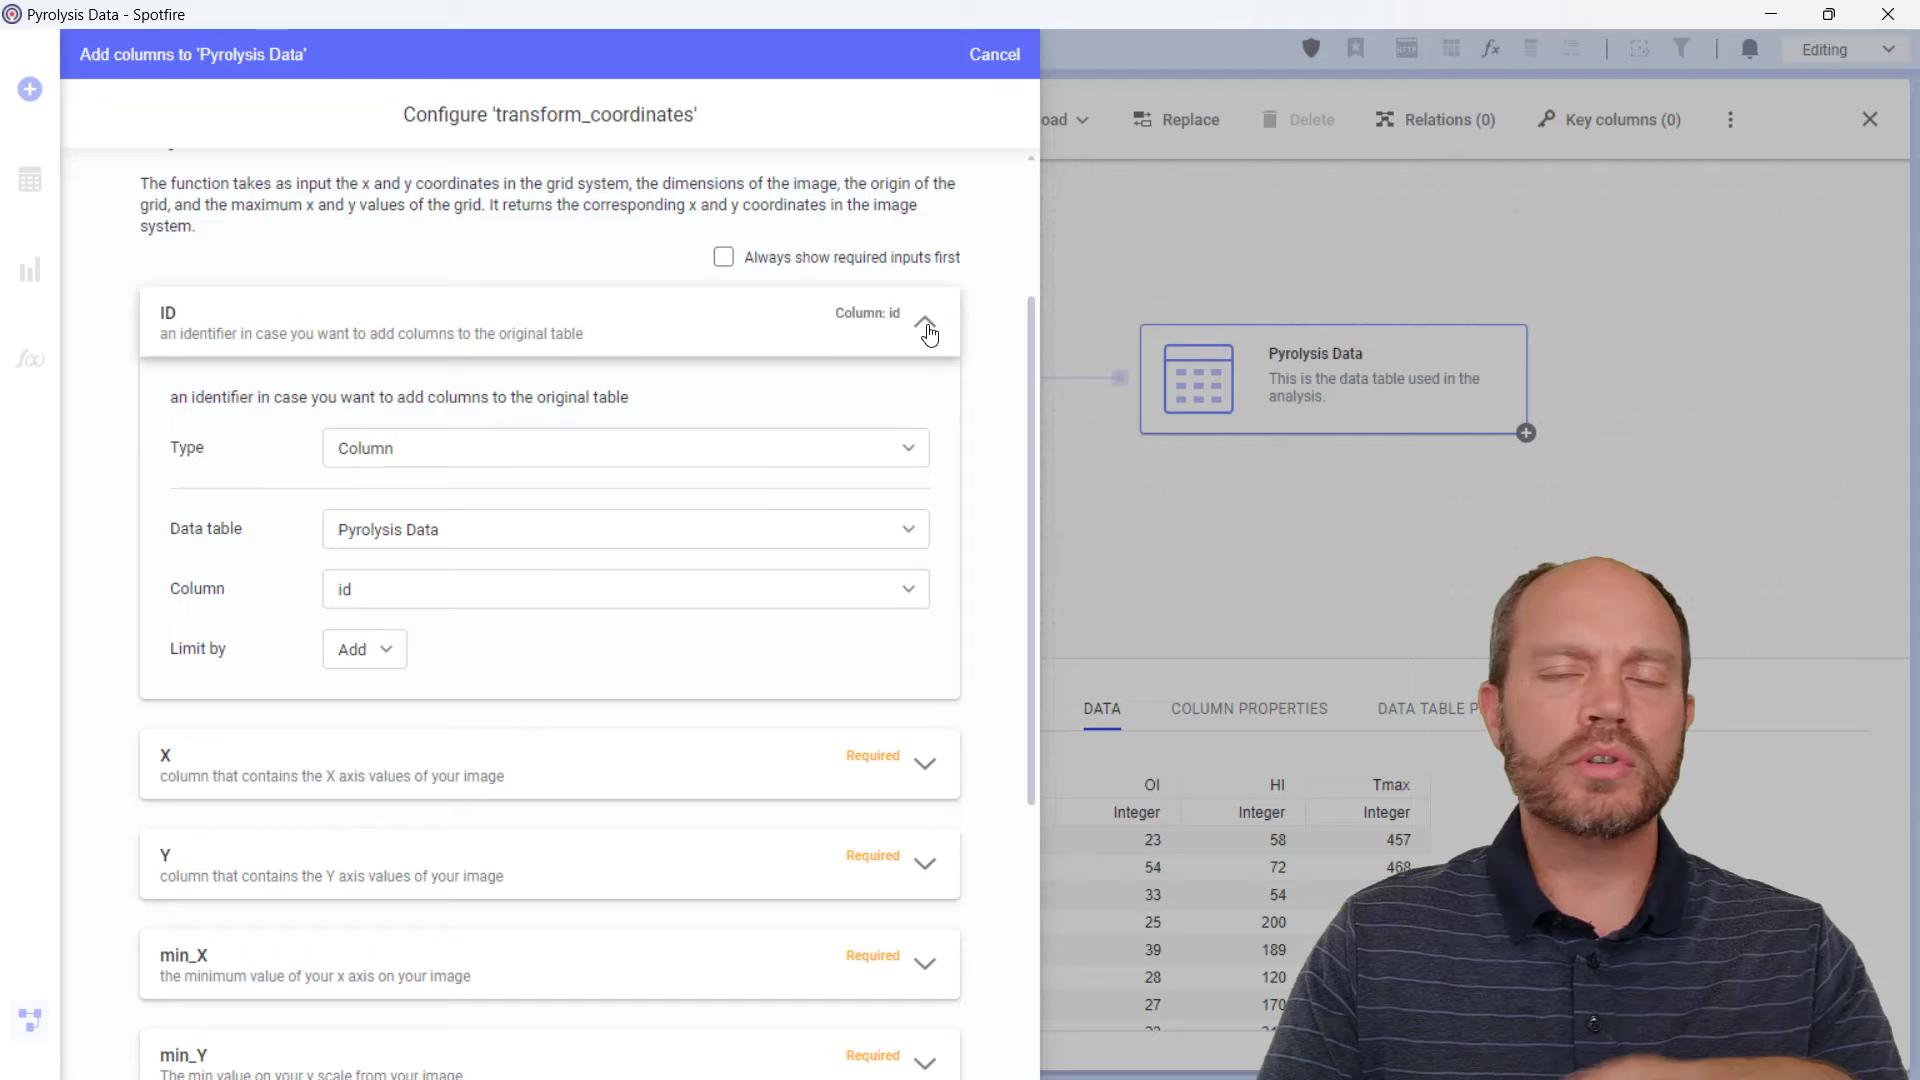 Pyrolysis Data - Spotfire
Add columns to 'Pyrolysis Data'
Cancel
Editing
Configure 'transform_coordinates'
Replace
Delete
Relations (0)
Key columns (0)
The function takes as input the x and y coordinates in the grid system, the dimensions of the image, the origin of the
grid, and the maximum x and y values of the grid. It returns the corresponding x and y coordinates in the image
system.
Always show required inputs first
ID
Column: id
an identifier in case you want to add columns to the original table
an identifier in case you want to add columns to the original table
Type
Column
Data table
Pyrolysis Data
Column
id
Limit by
Add
X
Required
column that contains the X axis values of your image
Y
Required
column that contains the Y axis values of your image
min_X
Required
the minimum value of your x axis on your image
min_Y
Required
The min value on your y scale from your image
f(x)
Pyrolysis Data
This is the data table used in the
analysis.
DATA
COLUMN PROPERTIES
DATA TABLE
OI HI Tmax
Integer Integer Integer
23 58 457
54 72 468
33 54
25 200
39 189
28 120
27 170